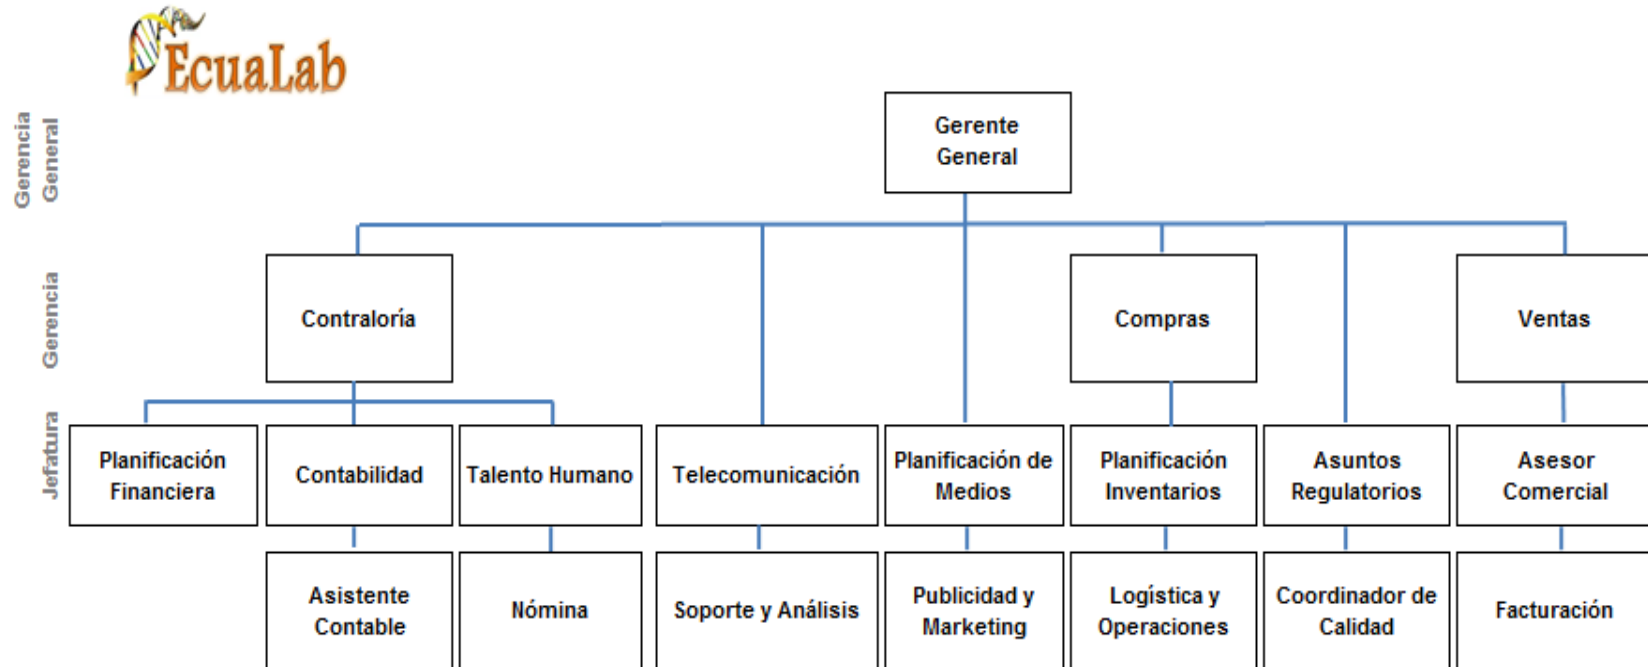 EcuaLab
Gerencia
General
Gerente
General
Gerencia
Contraloría
Compras
Ventas
Jefatura
Planificación
Financiera
Contabilidad
Talento Humano
Telecomunicación
Planificación de
Medios
Planificación
Inventarios
Asuntos
Regulatorios
Asesor
Comercial
Asistente
Contable
Nómina
Soporte y Análisis
Publicidad y
Marketing
Logística y
Operaciones
Coordinador de
Calidad
Facturación